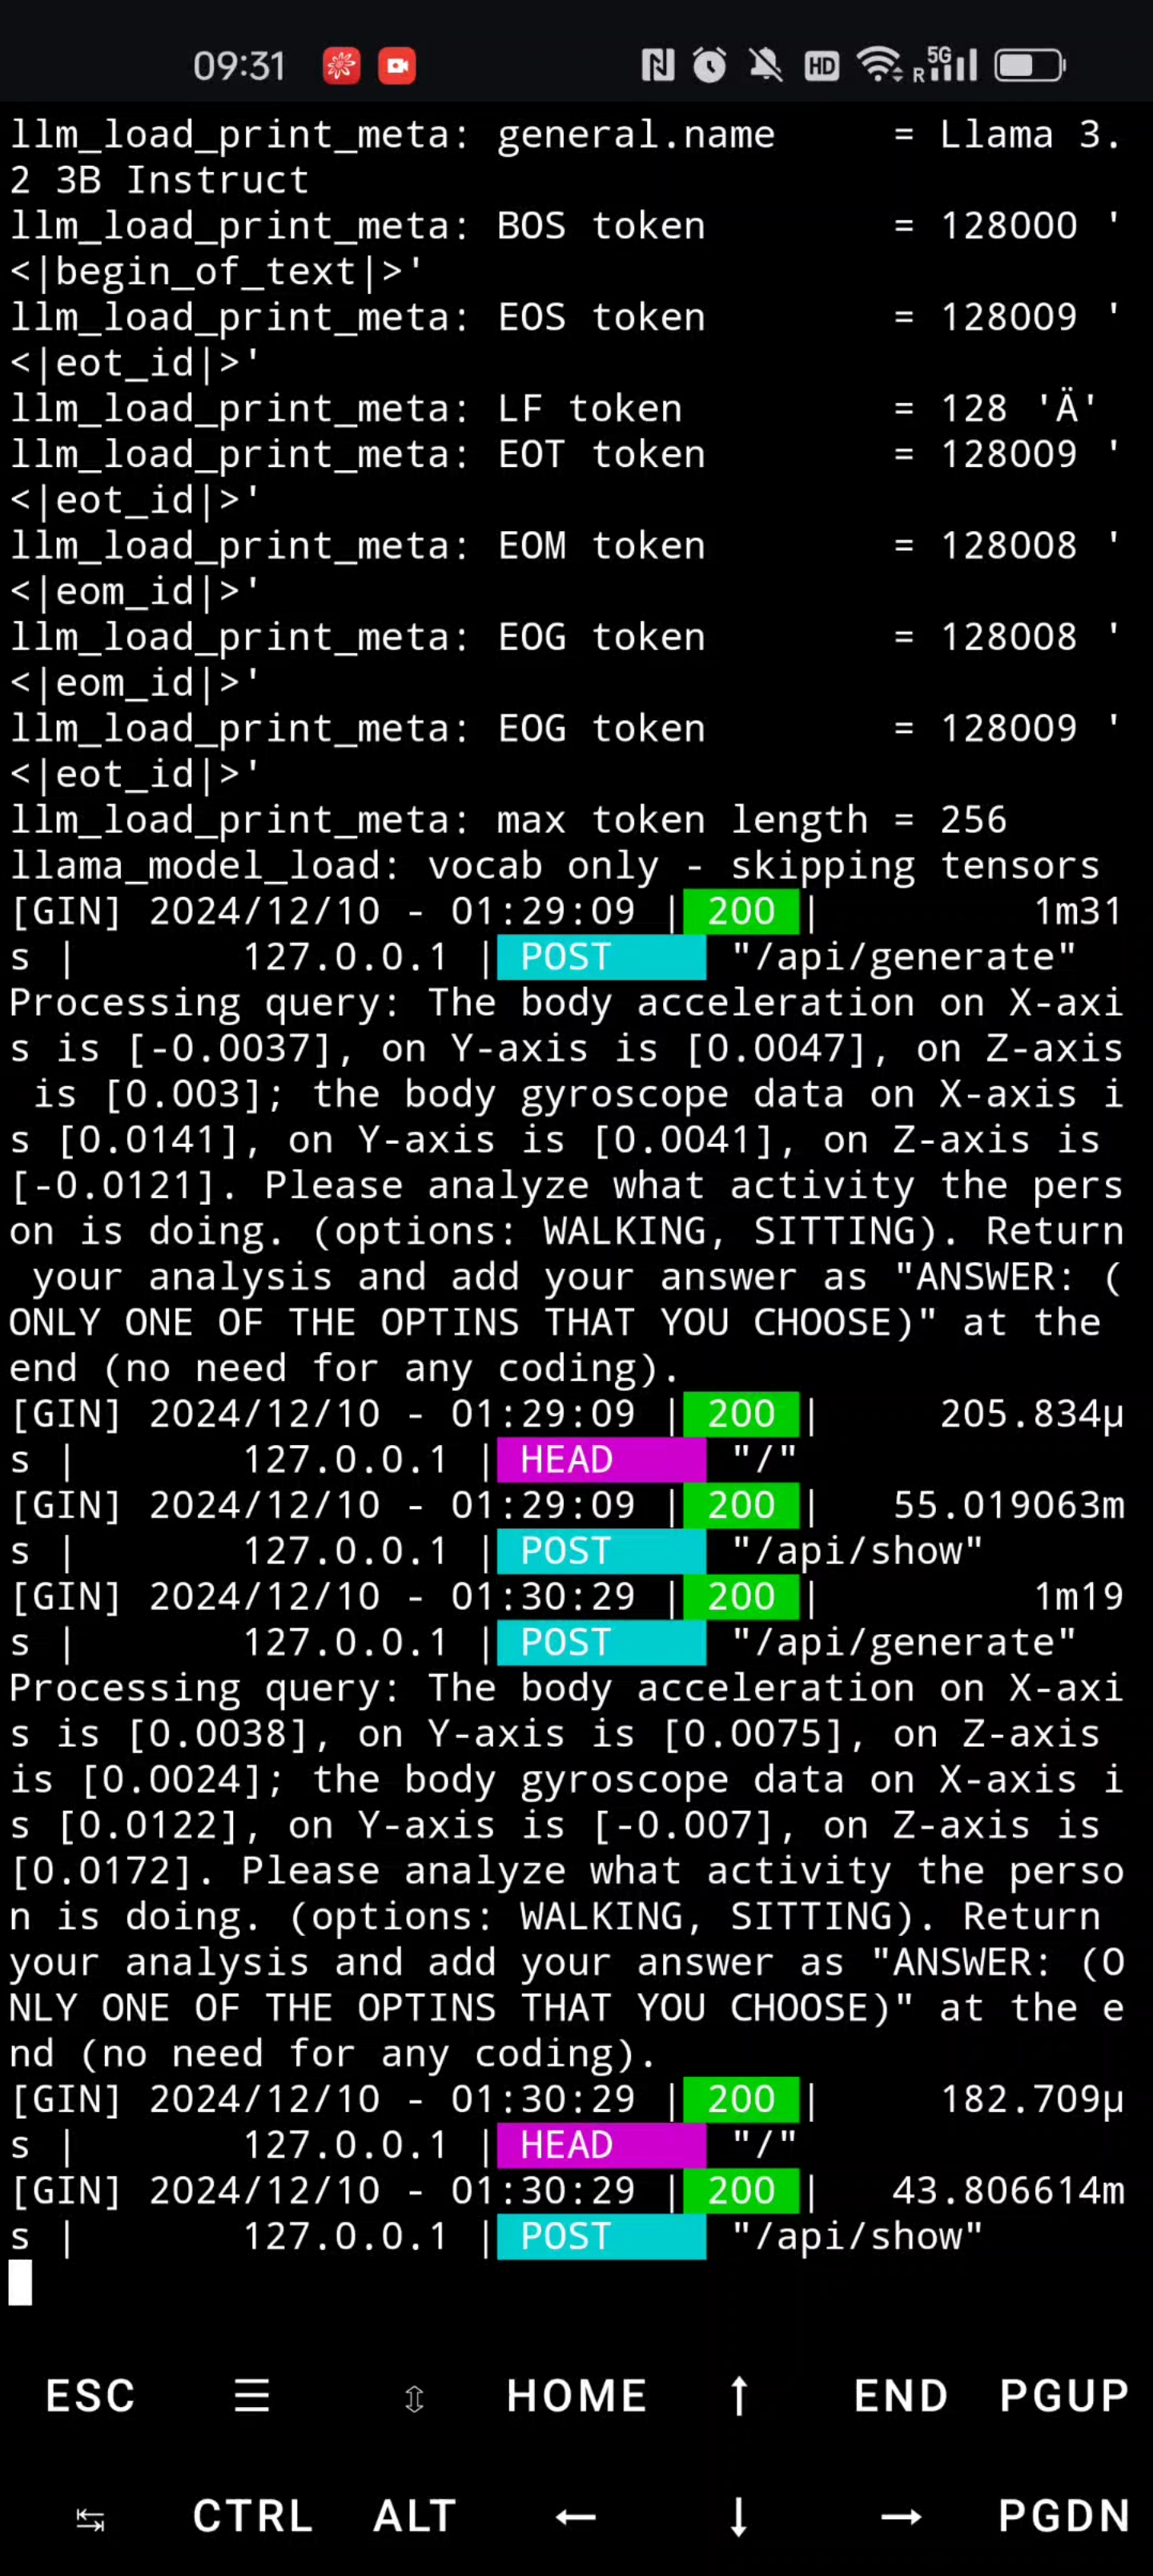 09:31 HD R 5G
llm_load_print_meta: general.name     = Llama 3.
2 3B Instruct
llm_load_print_meta: BOS token        = 128000 '
<|begin_of_text|>'
llm_load_print_meta: EOS token        = 128009 '
<|eot_id|>'
llm_load_print_meta: LF token         = 128 'Ä'
llm_load_print_meta: EOT token        = 128009 '
<|eot_id|>'
llm_load_print_meta: EOM token        = 128008 '
<|eom_id|>'
llm_load_print_meta: EOG token        = 128008 '
<|eom_id|>'
llm_load_print_meta: EOG token        = 128009 '
<|eot_id|>'
llm_load_print_meta: max token length = 256
llama_model_load: vocab only - skipping tensors
[GIN] 2024/12/10 - 01:29:09 | 200 |         1m31
s |       127.0.0.1 | POST     "/api/generate"
Processing query: The body acceleration on X-axi
s is [-0.0037], on Y-axis is [0.0047], on Z-axis
 is [0.003]; the body gyroscope data on X-axis i
s [0.0141], on Y-axis is [0.0041], on Z-axis is
[-0.0121]. Please analyze what activity the pers
on is doing. (options: WALKING, SITTING). Return
 your analysis and add your answer as "ANSWER: (
ONLY ONE OF THE OPTINS THAT YOU CHOOSE)" at the
end (no need for any coding).
[GIN] 2024/12/10 - 01:29:09 | 200 |     205.834µ
s |       127.0.0.1 | HEAD     "/"
[GIN] 2024/12/10 - 01:29:09 | 200 |   55.019063m
s |       127.0.0.1 | POST     "/api/show"
[GIN] 2024/12/10 - 01:30:29 | 200 |         1m19
s |       127.0.0.1 | POST     "/api/generate"
Processing query: The body acceleration on X-axi
s is [0.0038], on Y-axis is [0.0075], on Z-axis
is [0.0024]; the body gyroscope data on X-axis i
s [0.0122], on Y-axis is [-0.007], on Z-axis is
[0.0172]. Please analyze what activity the perso
n is doing. (options: WALKING, SITTING). Return
your analysis and add your answer as "ANSWER: (O
NLY ONE OF THE OPTINS THAT YOU CHOOSE)" at the e
nd (no need for any coding).
[GIN] 2024/12/10 - 01:30:29 | 200 |     182.709µ
s |       127.0.0.1 | HEAD     "/"
[GIN] 2024/12/10 - 01:30:29 | 200 |   43.806614m
s |       127.0.0.1 | POST     "/api/show"
ESC ☰ ⇳ HOME ↑ END PGUP
↹ CTRL ALT ← ↓ → PGDN